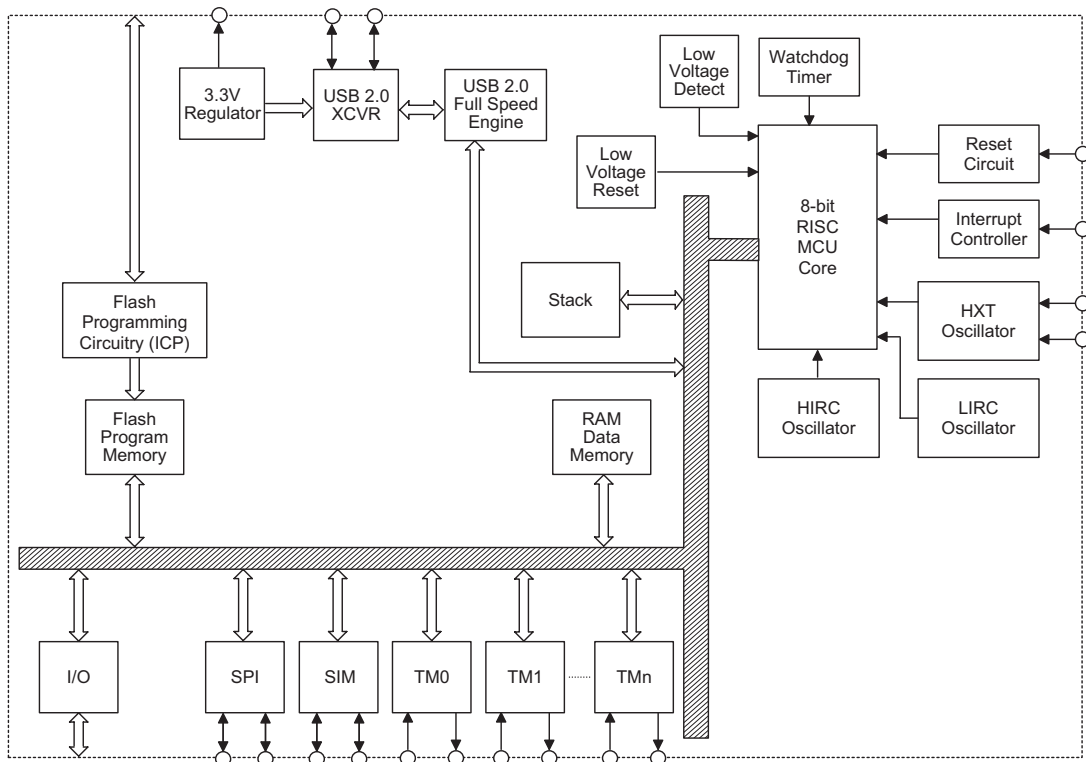 3.3V
Regulator
USB 2.0
XCVR
USB 2.0
Full Speed
Engine
Low
Voltage
Detect
Watchdog
Timer
Low
Voltage
Reset
8-bit
RISC
MCU
Core
Reset
Circuit
Interrupt
Controller
Stack
Flash
Programming
Circuitry (ICP)
HXT
Oscillator
HIRC
Oscillator
LIRC
Oscillator
Flash
Program
Memory
RAM
Data
Memory
I/O
SPI
SIM
TM0
TM1
TMn